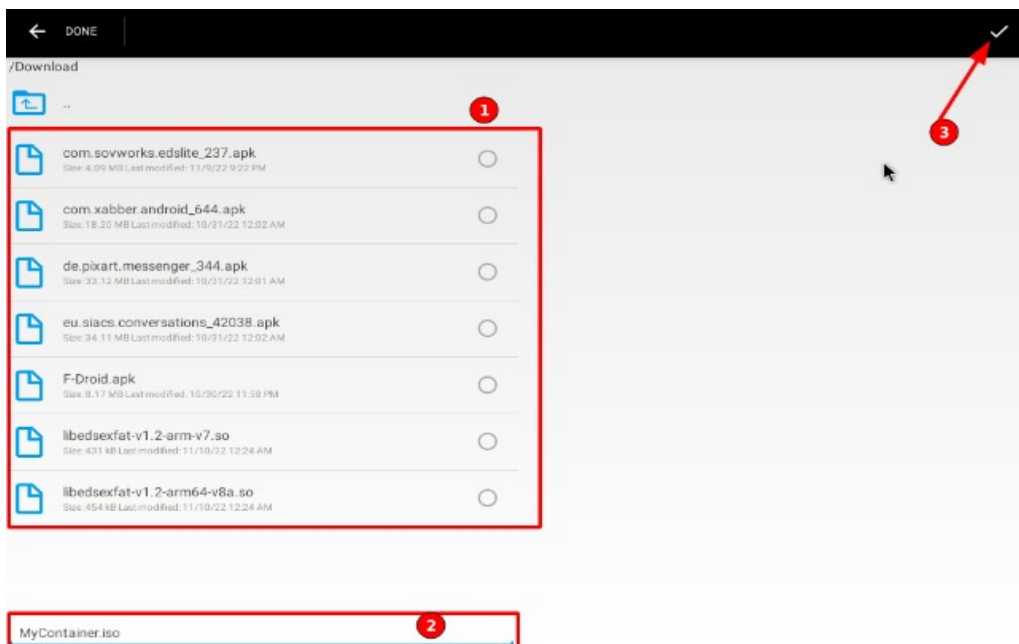 DONE
/Download
..
1
com.sovworks.edslite_237.apk
Size: 4.09 MB Last modified: 11/9/22 9:22 PM
com.xabber.android_644.apk
Size: 18.20 MB Last modified: 10/31/22 12:02 AM
de.pixart.messenger_344.apk
Size: 33.12 MB Last modified: 10/31/22 12:01 AM
eu.siacs.conversations_42038.apk
Size: 34.11 MB Last modified: 10/31/22 12:02 AM
F-Droid.apk
Size: 8.17 MB Last modified: 10/30/22 11:58 PM
libedsexfat-v1.2-arm-v7.so
Size: 431 kB Last modified: 11/10/22 12:24 AM
libedsexfat-v1.2-arm64-v8a.so
Size: 454 kB Last modified: 11/10/22 12:24 AM
MyContainer.iso
2
3